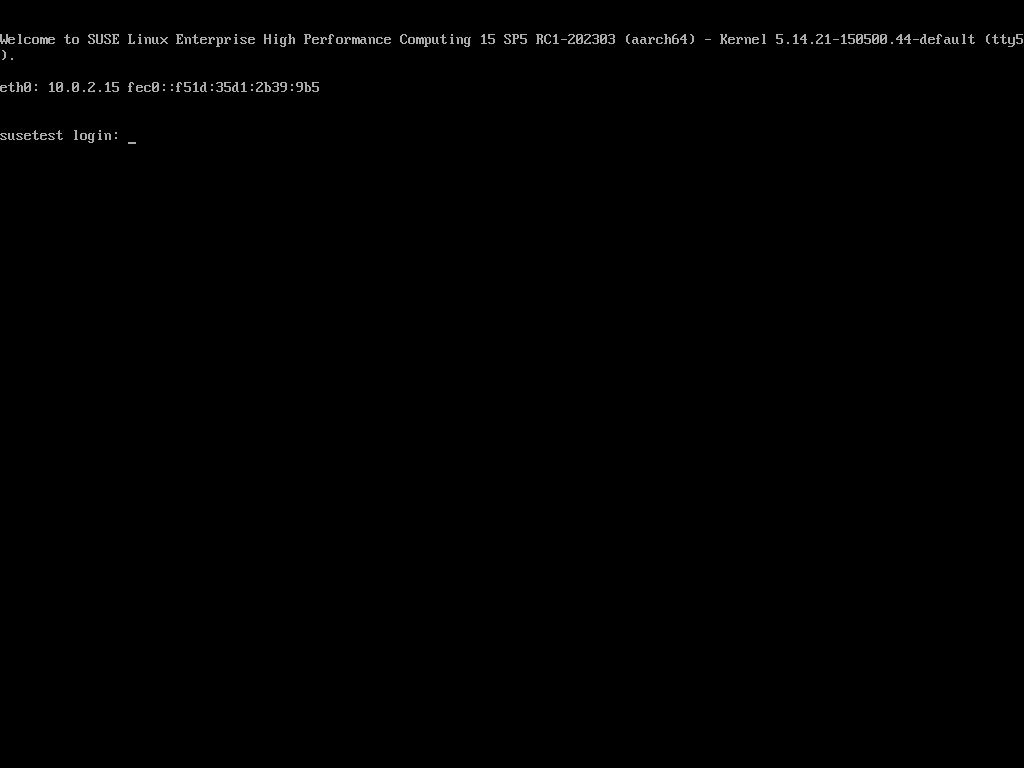 Welcome to SUSE Linux Enterprise High Performance Computing 15 SP5 RC1-202303 (aarch64) - Kernel 5.14.21-150500.44-default (tty5
).
eth0: 10.0.2.15 fec0::f51d:35d1:2b39:9b5
susetest login: _